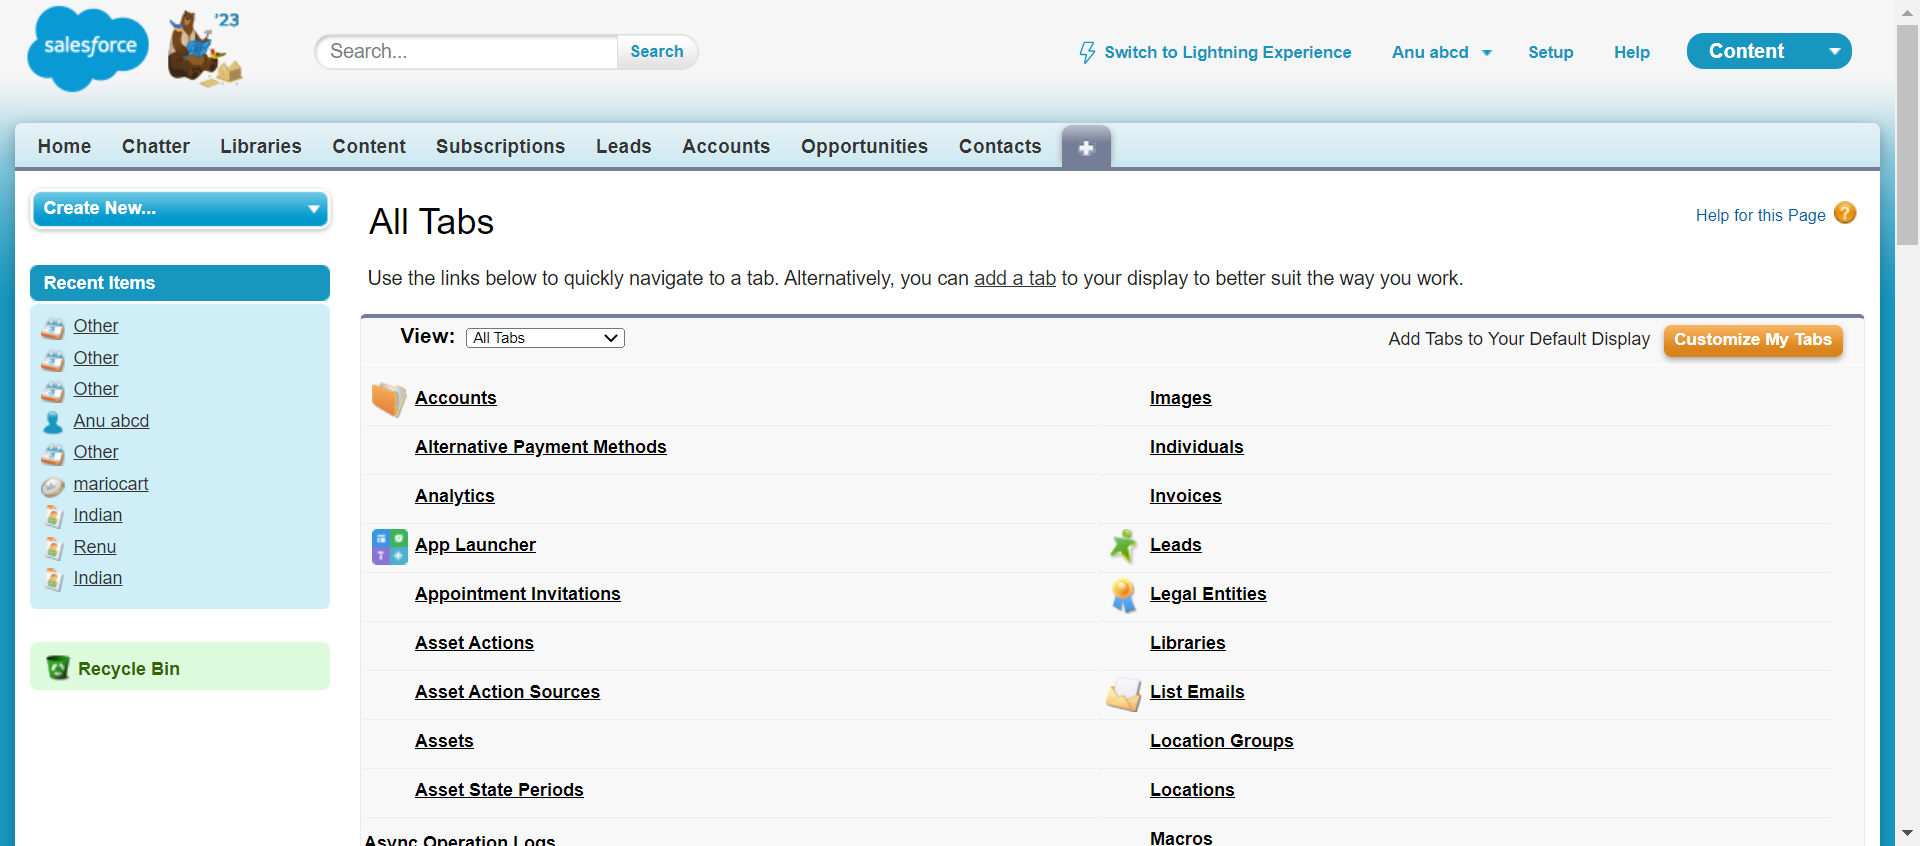 salesforce
'23
Search...
Search
Switch to Lightning Experience
Anu abcd
Setup
Help
Content
Home Chatter Libraries Content Subscriptions Leads Accounts Opportunities Contacts
Create New...
Recent Items
Other
Other
Other
Anu abcd
Other
mariocart
Indian
Renu
Indian
Recycle Bin
All Tabs
Help for this Page ?
Use the links below to quickly navigate to a tab. Alternatively, you can add a tab to your display to better suit the way you work.
View: All Tabs
Add Tabs to Your Default Display
Customize My Tabs
Accounts
Alternative Payment Methods
Analytics
App Launcher
Appointment Invitations
Asset Actions
Asset Action Sources
Assets
Asset State Periods
Async Operation Logs
Images
Individuals
Invoices
Leads
Legal Entities
Libraries
List Emails
Location Groups
Locations
Macros